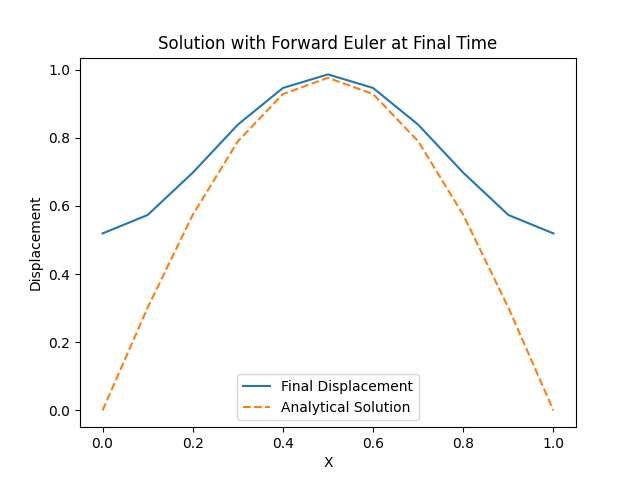 Solution with Forward Euler at Final Time
Displacement
1.0
0.8
0.6
0.4
0.2
0.0
Final Displacement
Analytical Solution
0.0 0.2 0.4 0.6 0.8 1.0
X